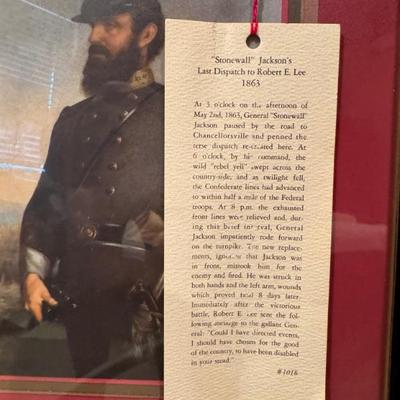 "Stonewall" Jackson's
Last Dispatch to Robert E. Lee
1863
At 3 o'clock on the afternoon of
May 2nd, 1863, General "Stonewall"
Jackson paused by the road to
Chancellorsville and penned the
terse dispatch re-created here. At
6 o'clock, by his command, the
wild "rebel yell" swept across the
country-side; and as twilight fell,
the Confederate lines had advanced
to within half a mile of the Federal
troops. At 8 p.m. the exhausted
front lines were relieved and, dur-
ing this brief interval, General
Jackson impatiently rode forward
on the turnpike. The new replace-
ments, ignorant that Jackson was
in front, mistook him for the
enemy and fired. He was struck in
both hands and the left arm, wounds
which proved fatal 8 days later.
Immediately after the victorious
battle, Robert E. Lee sent the fol-
lowing message to the gallant Gen-
eral: "Could I have directed events,
I should have chosen for the good
of the country, to have been disabled
in your stead."
#1016